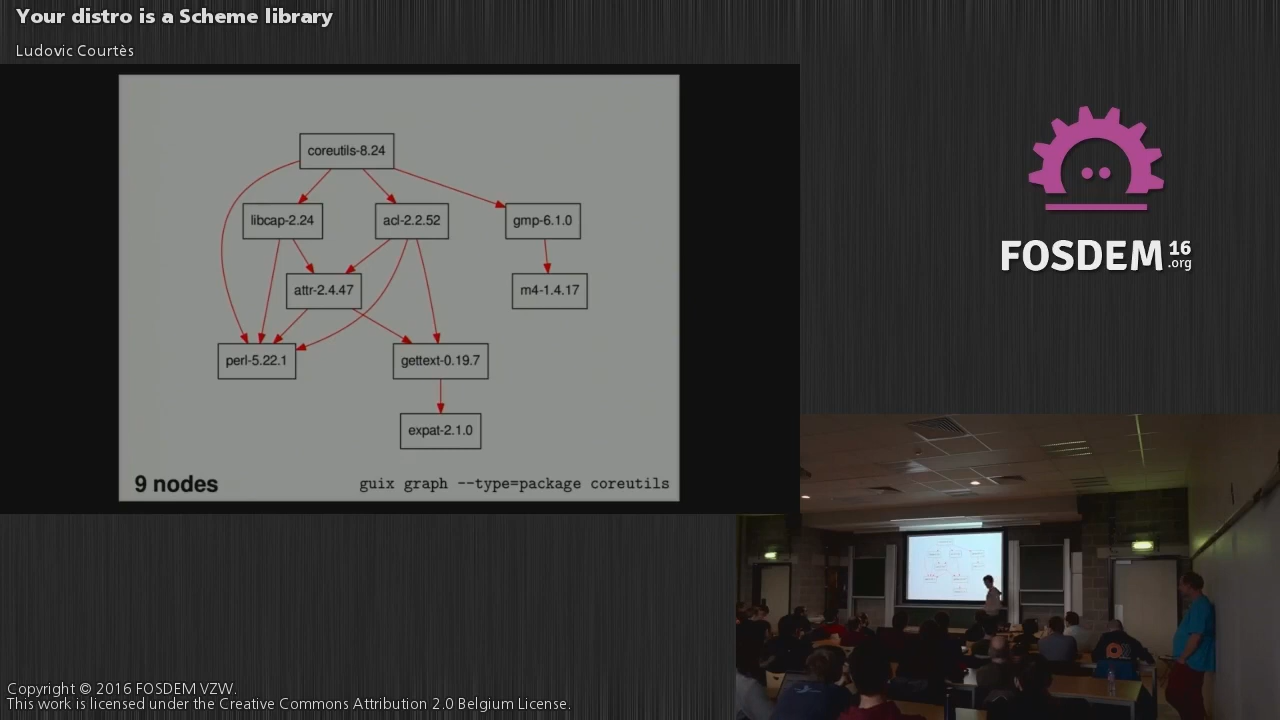 Your distro is a Scheme library
Ludovic Courtès
coreutils-8.24
libcap-2.24
acl-2.2.52
gmp-6.1.0
attr-2.4.47
m4-1.4.17
perl-5.22.1
gettext-0.19.7
expat-2.1.0
9 nodes
guix graph --type=package coreutils
FOSDEM 16
.org
Copyright © 2016 FOSDEM VZW.
This work is licensed under the Creative Commons Attribution 2.0 Belgium License.